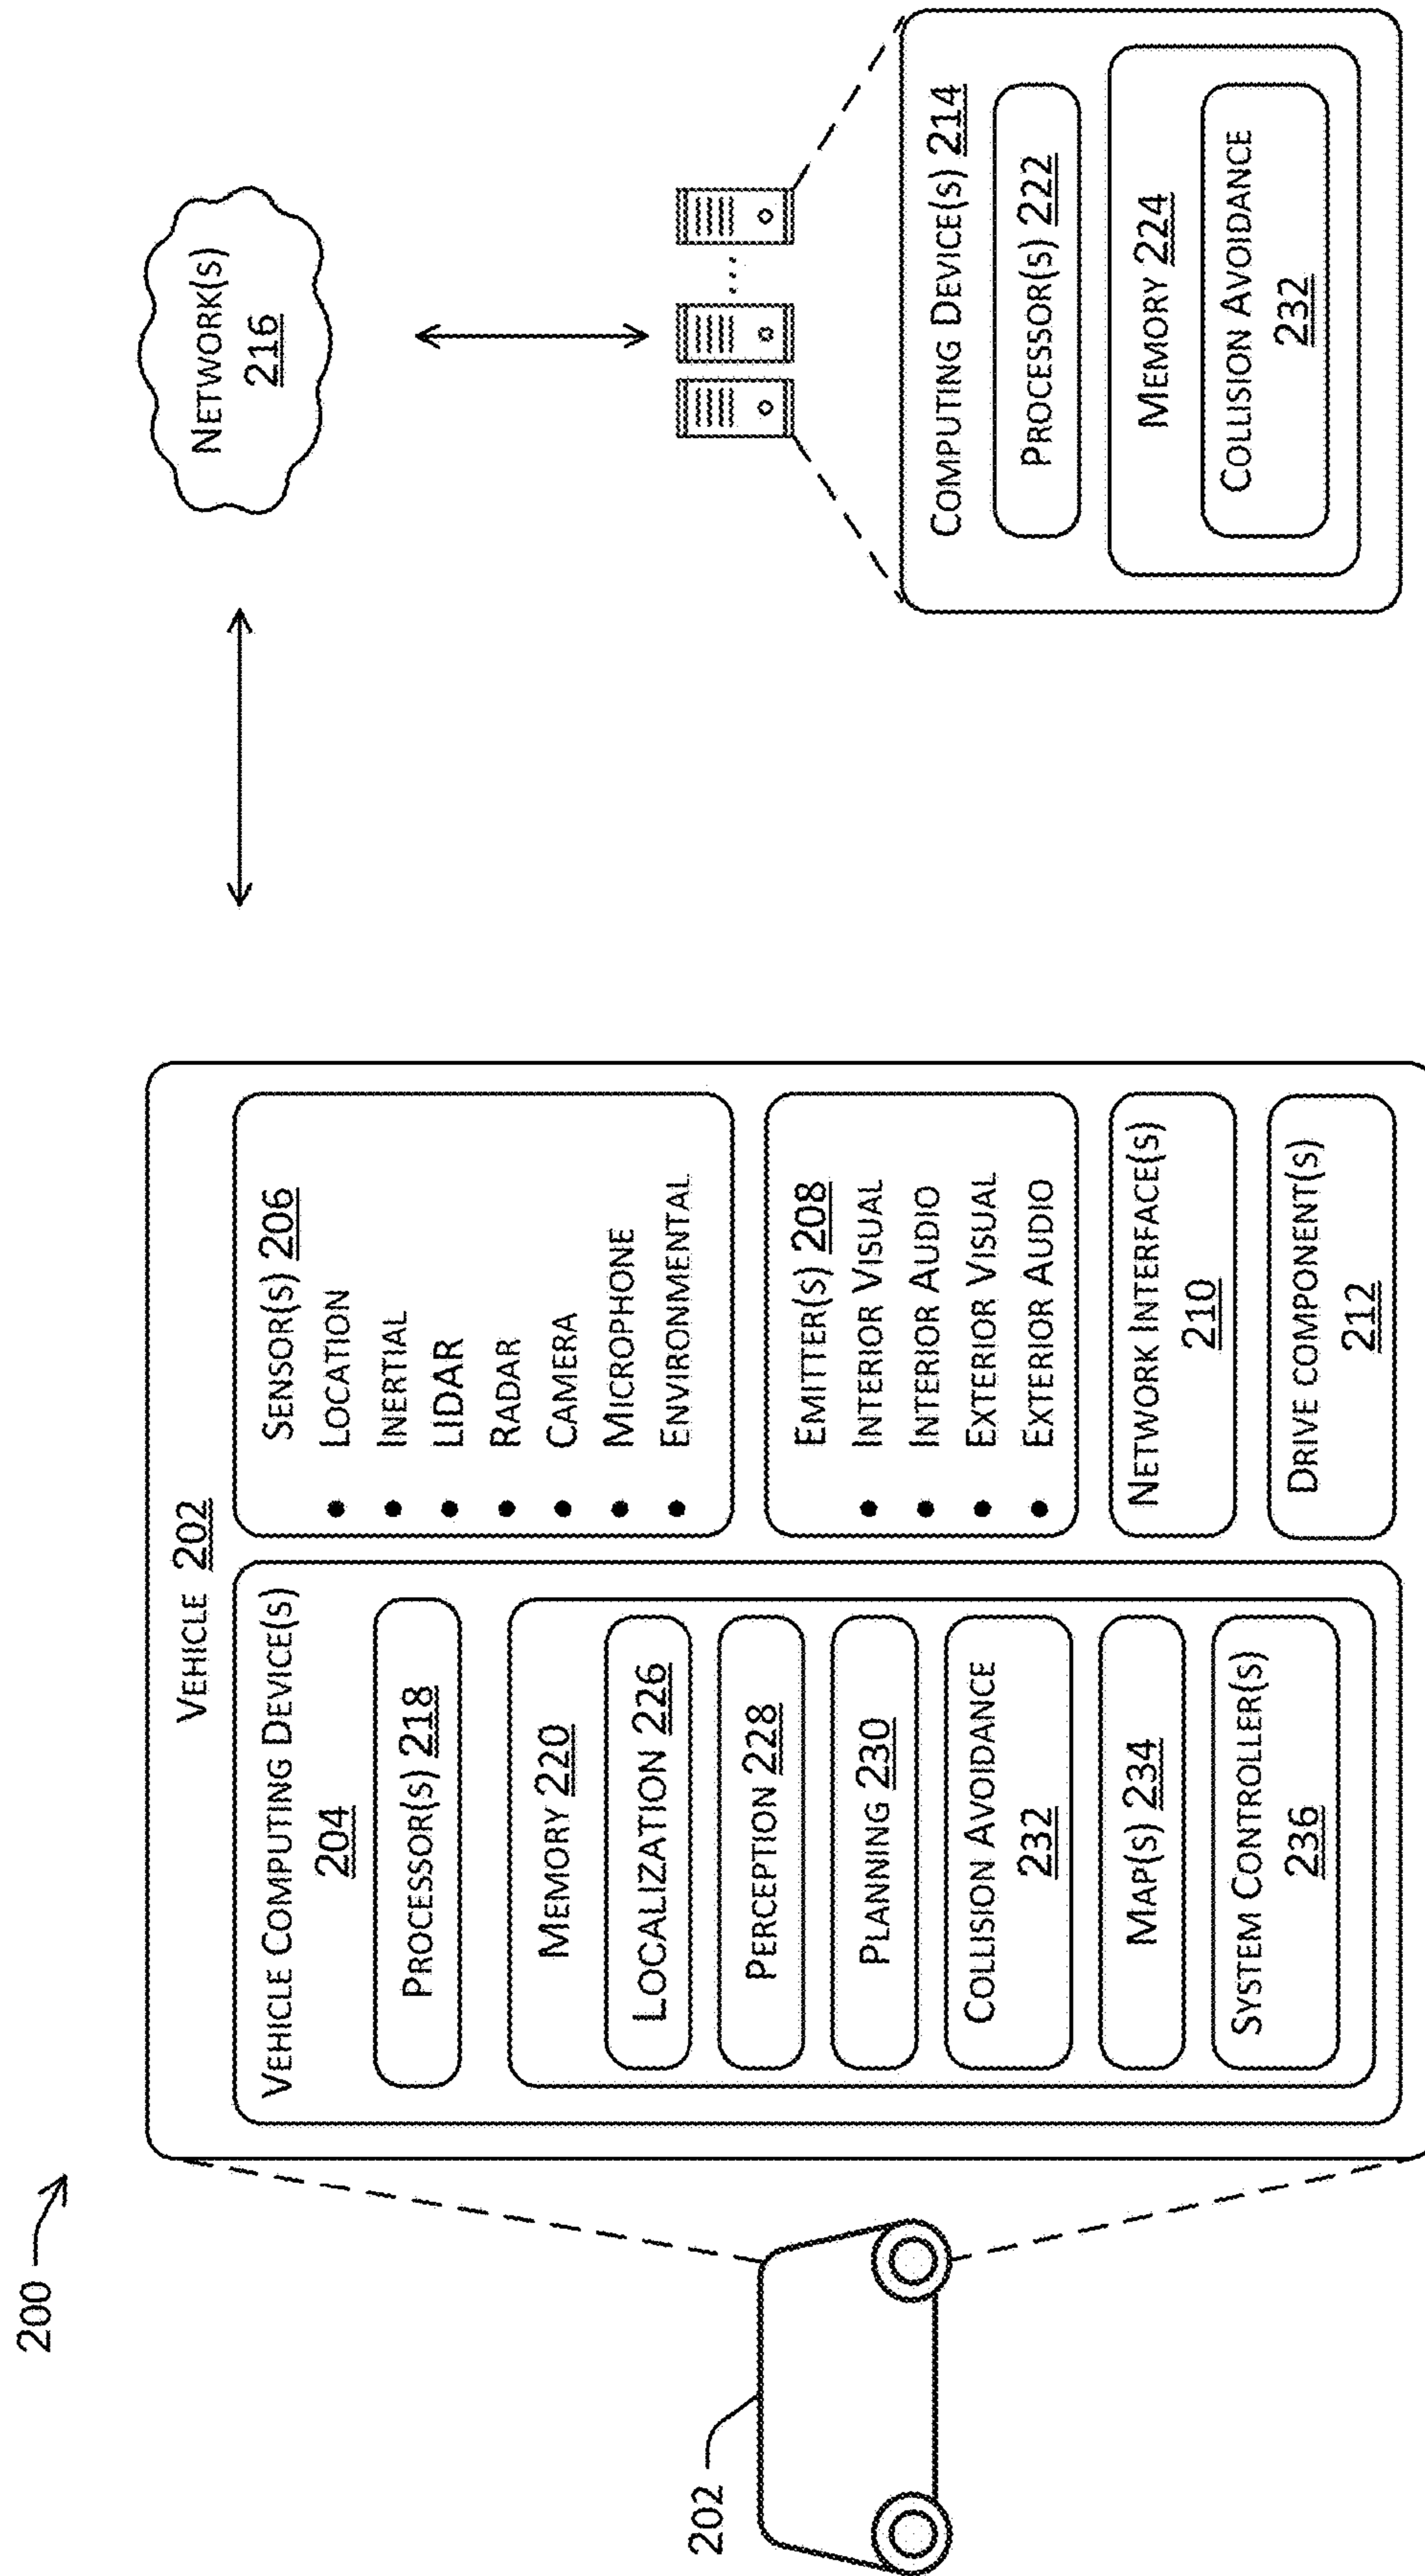 200
202
VEHICLE 202
VEHICLE COMPUTING DEVICE(S)
204
PROCESSOR(S) 218
MEMORY 220
LOCALIZATION 226
PERCEPTION 228
PLANNING 230
COLLISION AVOIDANCE
232
MAP(S) 234
SYSTEM CONTROLLER(S)
236
SENSOR(S) 206
• LOCATION
• INERTIAL
• LIDAR
• RADAR
• CAMERA
• MICROPHONE
• ENVIRONMENTAL
EMITTER(S) 208
• INTERIOR VISUAL
• INTERIOR AUDIO
• EXTERIOR VISUAL
• EXTERIOR AUDIO
NETWORK INTERFACE(S)
210
DRIVE COMPONENT(S)
212
NETWORK(S)
216
...
COMPUTING DEVICE(S) 214
PROCESSOR(S) 222
MEMORY 224
COLLISION AVOIDANCE
232